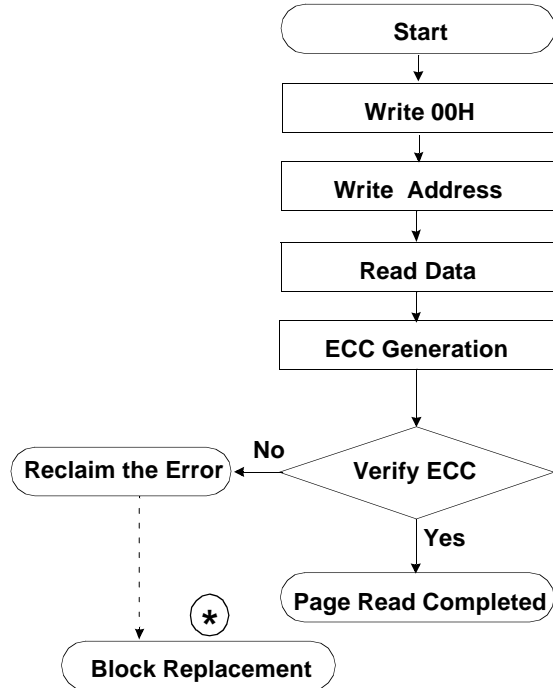 Start
Write 00H
Write Address
Read Data
ECC Generation
No
Reclaim the Error
Verify ECC
Yes
Page Read Completed
*
Block Replacement